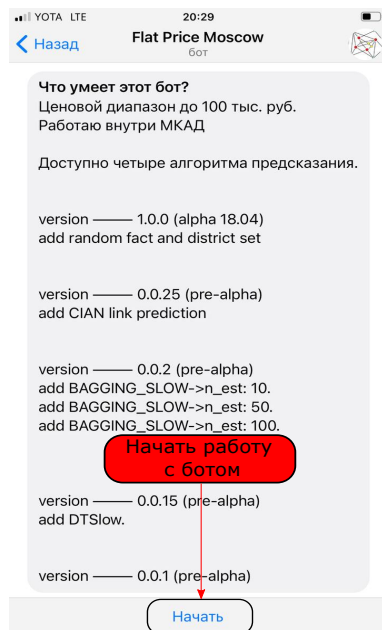 YOTA LTE 20:29
Назад Flat Price Moscow
бот
Что умеет этот бот?
Ценовой диапазон до 100 тыс. руб.
Работаю внутри МКАД
Доступно четыре алгоритма предсказания.
version —— 1.0.0 (alpha 18.04)
add random fact and district set
version —— 0.0.25 (pre-alpha)
add CIAN link prediction
version —— 0.0.2 (pre-alpha)
add BAGGING_SLOW->n_est: 10.
add BAGGING_SLOW->n_est: 50.
add BAGGING_SLOW->n_est: 100.
Начать работу
с ботом
version —— 0.0.15 (pre-alpha)
add DTSlow.
version —— 0.0.1 (pre-alpha)
Начать